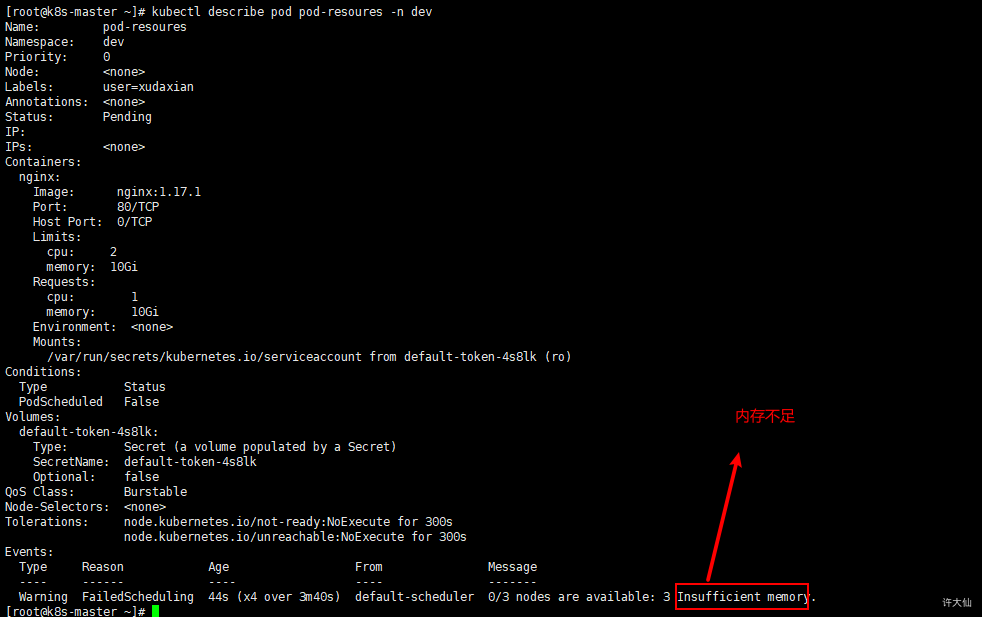 [root@k8s-master ~]# kubectl describe pod pod-resoures -n dev
Name:         pod-resoures
Namespace:    dev
Priority:     0
Node:         <none>
Labels:       user=xudaxian
Annotations:  <none>
Status:       Pending
IP:
IPs:          <none>
Containers:
  nginx:
    Image:      nginx:1.17.1
    Port:       80/TCP
    Host Port:  0/TCP
    Limits:
      cpu:     2
      memory:  10Gi
    Requests:
      cpu:        1
      memory:     10Gi
    Environment:  <none>
    Mounts:
      /var/run/secrets/kubernetes.io/serviceaccount from default-token-4s8lk (ro)
Conditions:
  Type           Status
  PodScheduled   False
Volumes:
  default-token-4s8lk:
    Type:        Secret (a volume populated by a Secret)
    SecretName:  default-token-4s8lk
    Optional:    false
QoS Class:       Burstable
Node-Selectors:  <none>
Tolerations:     node.kubernetes.io/not-ready:NoExecute for 300s
                 node.kubernetes.io/unreachable:NoExecute for 300s
Events:
  Type     Reason            Age                  From               Message
  ----     ------            ----                 ----               -------
  Warning  FailedScheduling  44s (x4 over 3m40s)  default-scheduler  0/3 nodes are available: 3 Insufficient memory.
[root@k8s-master ~]#
内存不足
许大仙